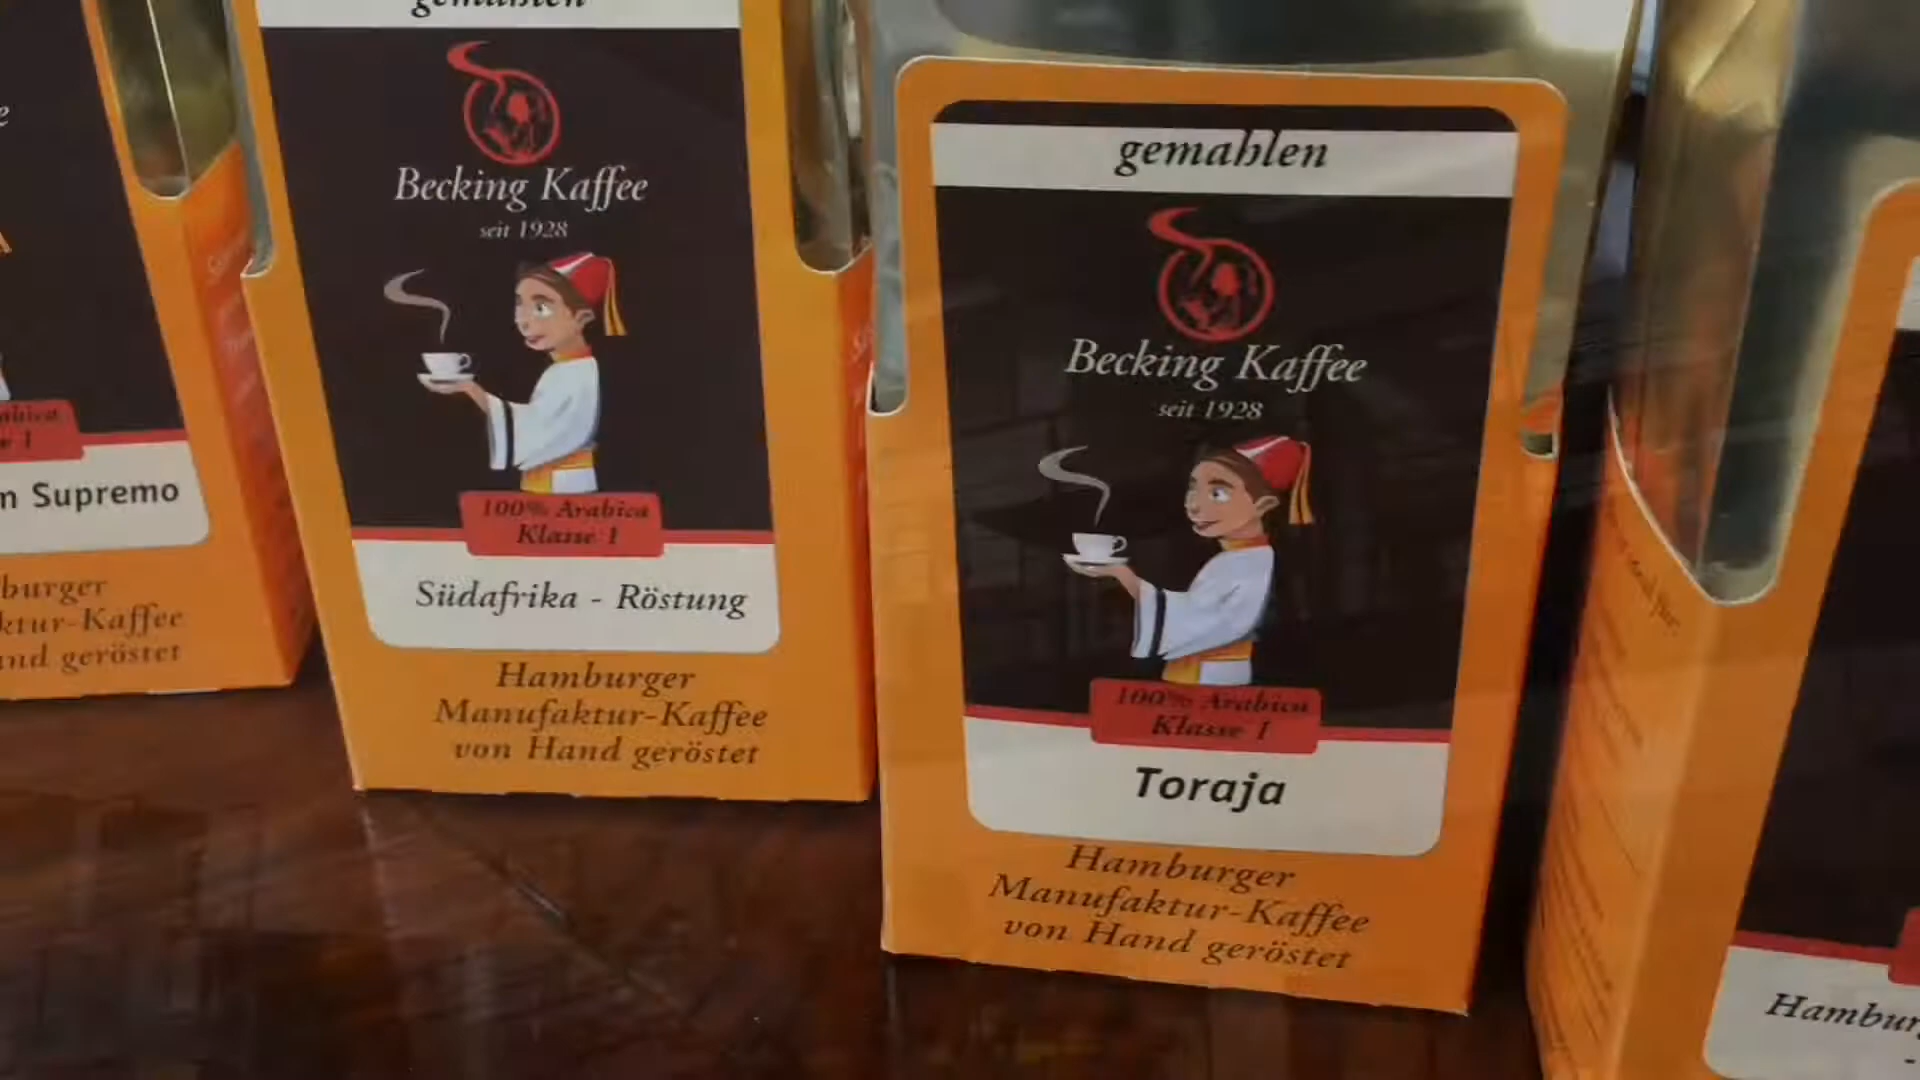 m Supremo
burger
ktur-Kaffee
and geröstet
gemahlen
Becking Kaffee
seit 1928
100% Arabica
Klasse 1
Südafrika - Röstung
Hamburger
Manufaktur-Kaffee
von Hand geröstet
gemahlen
Becking Kaffee
seit 1928
100% Arabica
Klasse 1
Toraja
Hamburger
Manufaktur-Kaffee
von Hand geröstet
Hambur